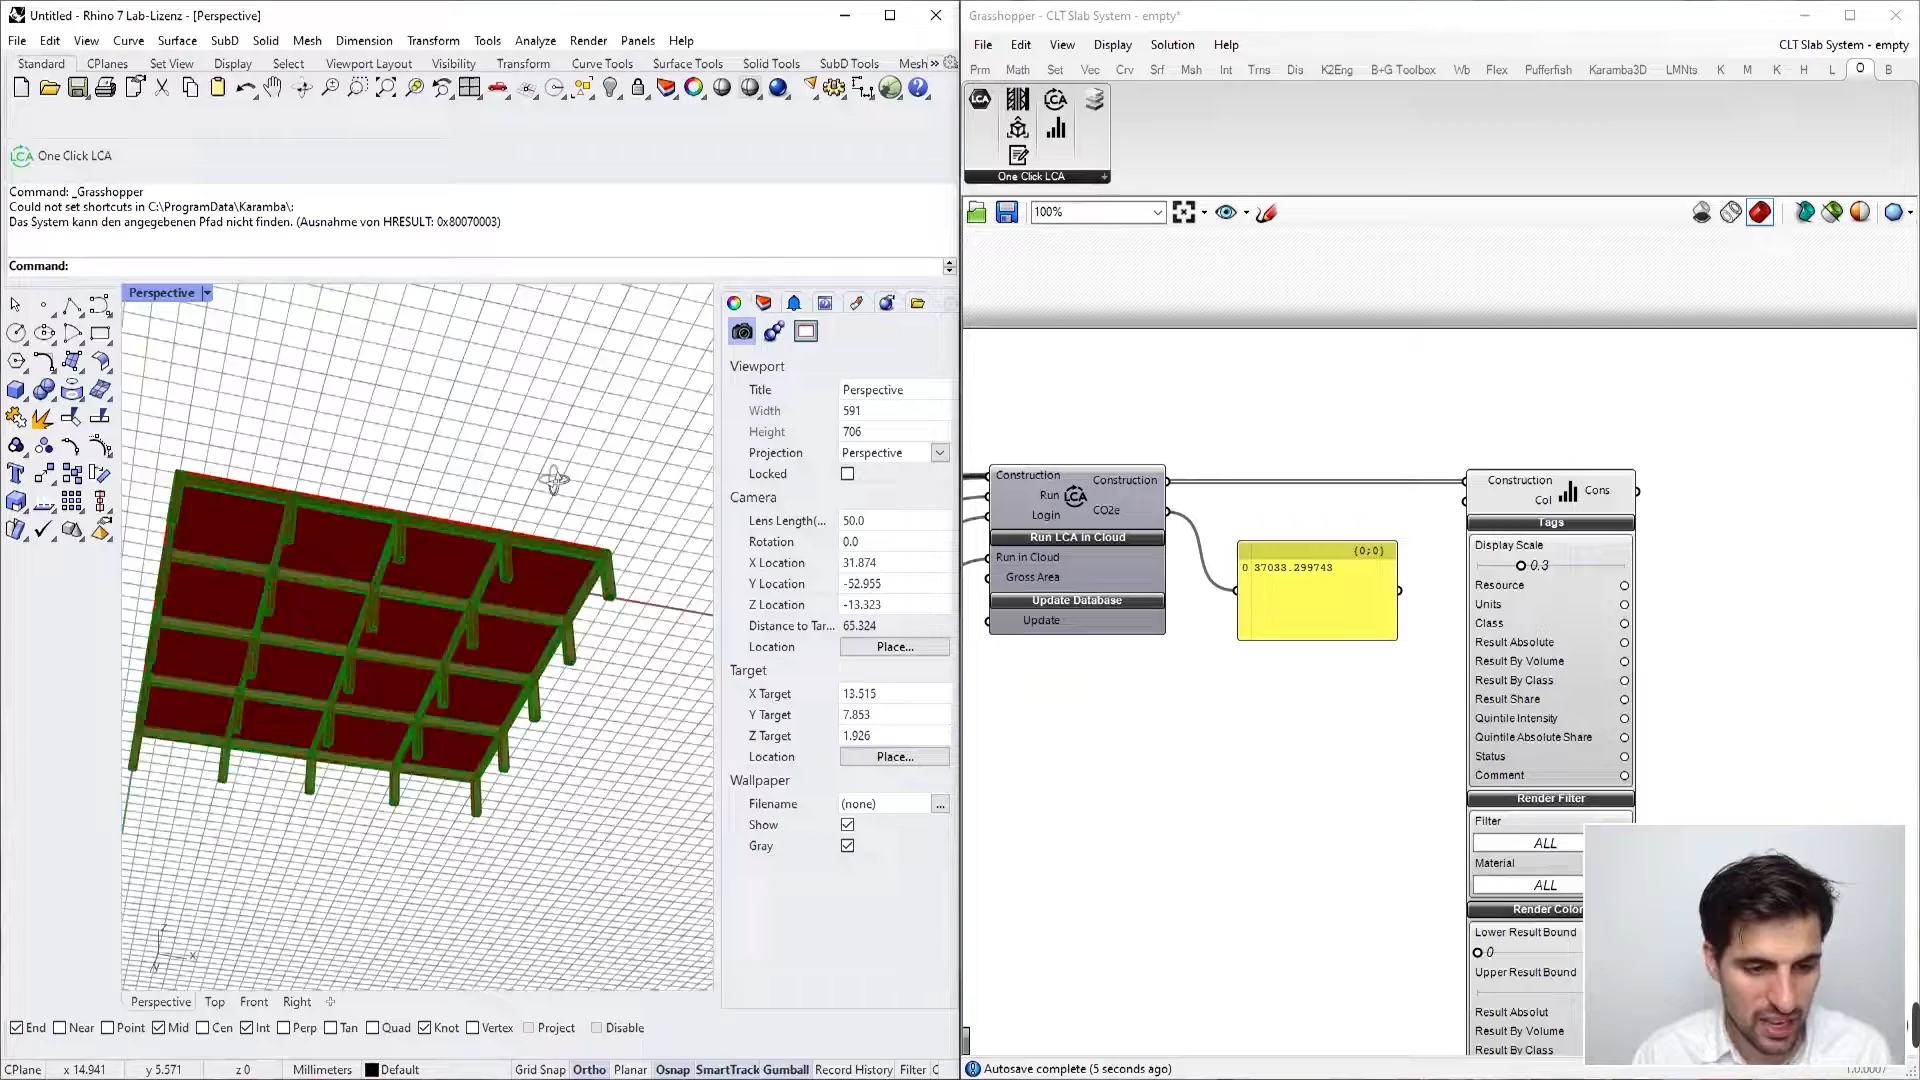 Untitled - Rhino 7 Lab-Lizenz - [Perspective]
File Edit View Curve Surface SubD Solid Mesh Dimension Transform Tools Analyze Render Panels Help
Standard CPlanes Set View Display Select Viewport Layout Visibility Transform Curve Tools Surface Tools Solid Tools SubD Tools Mesh »
LCA One Click LCA
Command: _Grasshopper
Could not set shortcuts in C:\ProgramData\Karamba\:
Das System kann den angegebenen Pfad nicht finden. (Ausnahme von HRESULT: 0x80070003)
Command:
Perspective
Viewport
Title Perspective
Width 591
Height 706
Projection Perspective
Locked
Camera
Lens Length(... 50.0
Rotation 0.0
X Location 31.874
Y Location -52.955
Z Location -13.323
Distance to Tar... 65.324
Location Place...
Target
X Target 13.515
Y Target 7.853
Z Target 1.926
Location Place...
Wallpaper
Filename (none) ...
Show
Gray
x
Perspective Top Front Right
End Near Point Mid Cen Int Perp Tan Quad Knot Vertex Project Disable
CPlane x 14.941 y 5.571 z 0 Millimeters Default Grid Snap Ortho Planar Osnap SmartTrack Gumball Record History Filter C
Grasshopper - CLT Slab System - empty*
File Edit View Display Solution Help
CLT Slab System - empty
Prm Math Set Vec Crv Srf Msh Int Trns Dis K2Eng B+G Toolbox Wb Flex Pufferfish Karamba3D LMNts K M K H L O B
LCA
LCA
One Click LCA
100%
Construction
Run
Login
LCA
Construction
CO2e
Run LCA in Cloud
Run in Cloud
Gross Area
Update Database
Update
{0;0}
0 37033.299743
Construction
Col
Cons
Tags
Display Scale
0.3
Resource
Units
Class
Result Absolute
Result By Volume
Result By Class
Result Share
Quintile Intensity
Quintile Absolute Share
Status
Comment
Render Filter
Filter
ALL
Material
ALL
Render Color
Lower Result Bound
0
Upper Result Bound
Result Absolut
Result By Volume
Result By Class
Autosave complete (5 seconds ago)